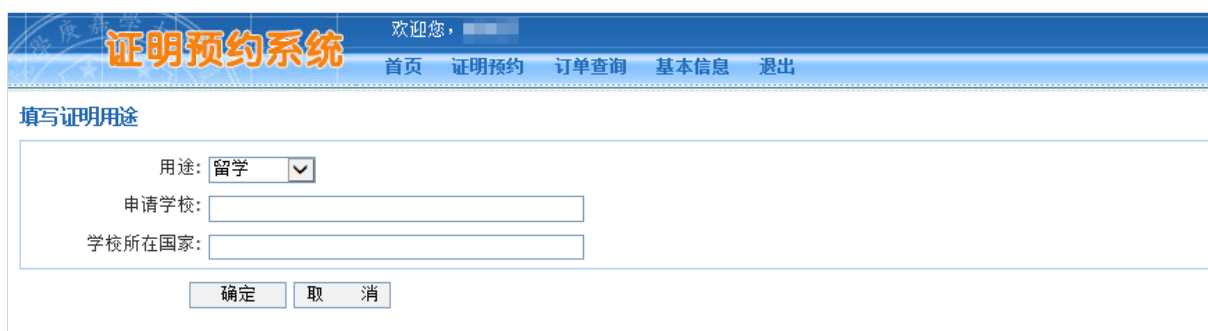 欢迎您，
证明预约系统
首页 证明预约 订单查询 基本信息 退出
填写证明用途
用途: 留学
申请学校:
学校所在国家:
确定 取 消